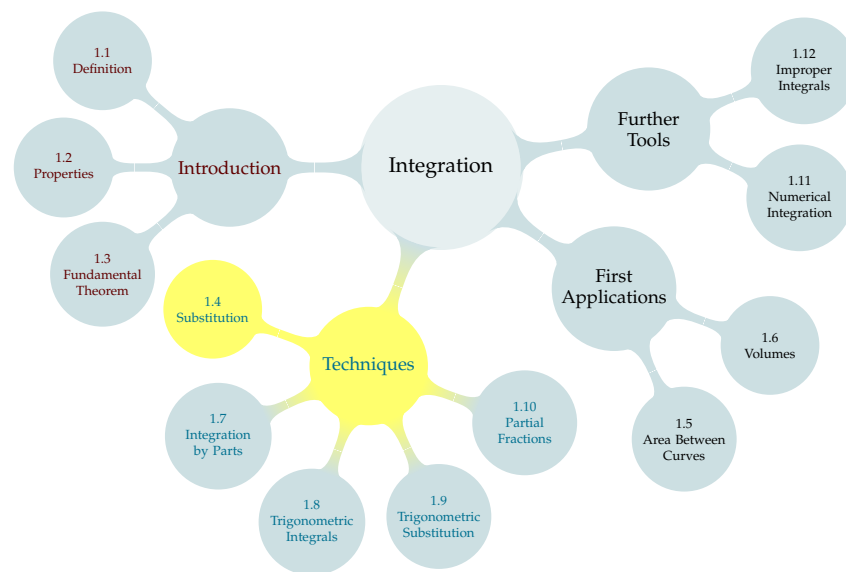 1.1
Definition
1.2
Properties
1.3
Fundamental
Theorem
Introduction
Integration
Further
Tools
1.12
Improper
Integrals
1.11
Numerical
Integration
First
Applications
1.6
Volumes
1.5
Area Between
Curves
Techniques
1.4
Substitution
1.7
Integration
by Parts
1.8
Trigonometric
Integrals
1.9
Trigonometric
Substitution
1.10
Partial
Fractions